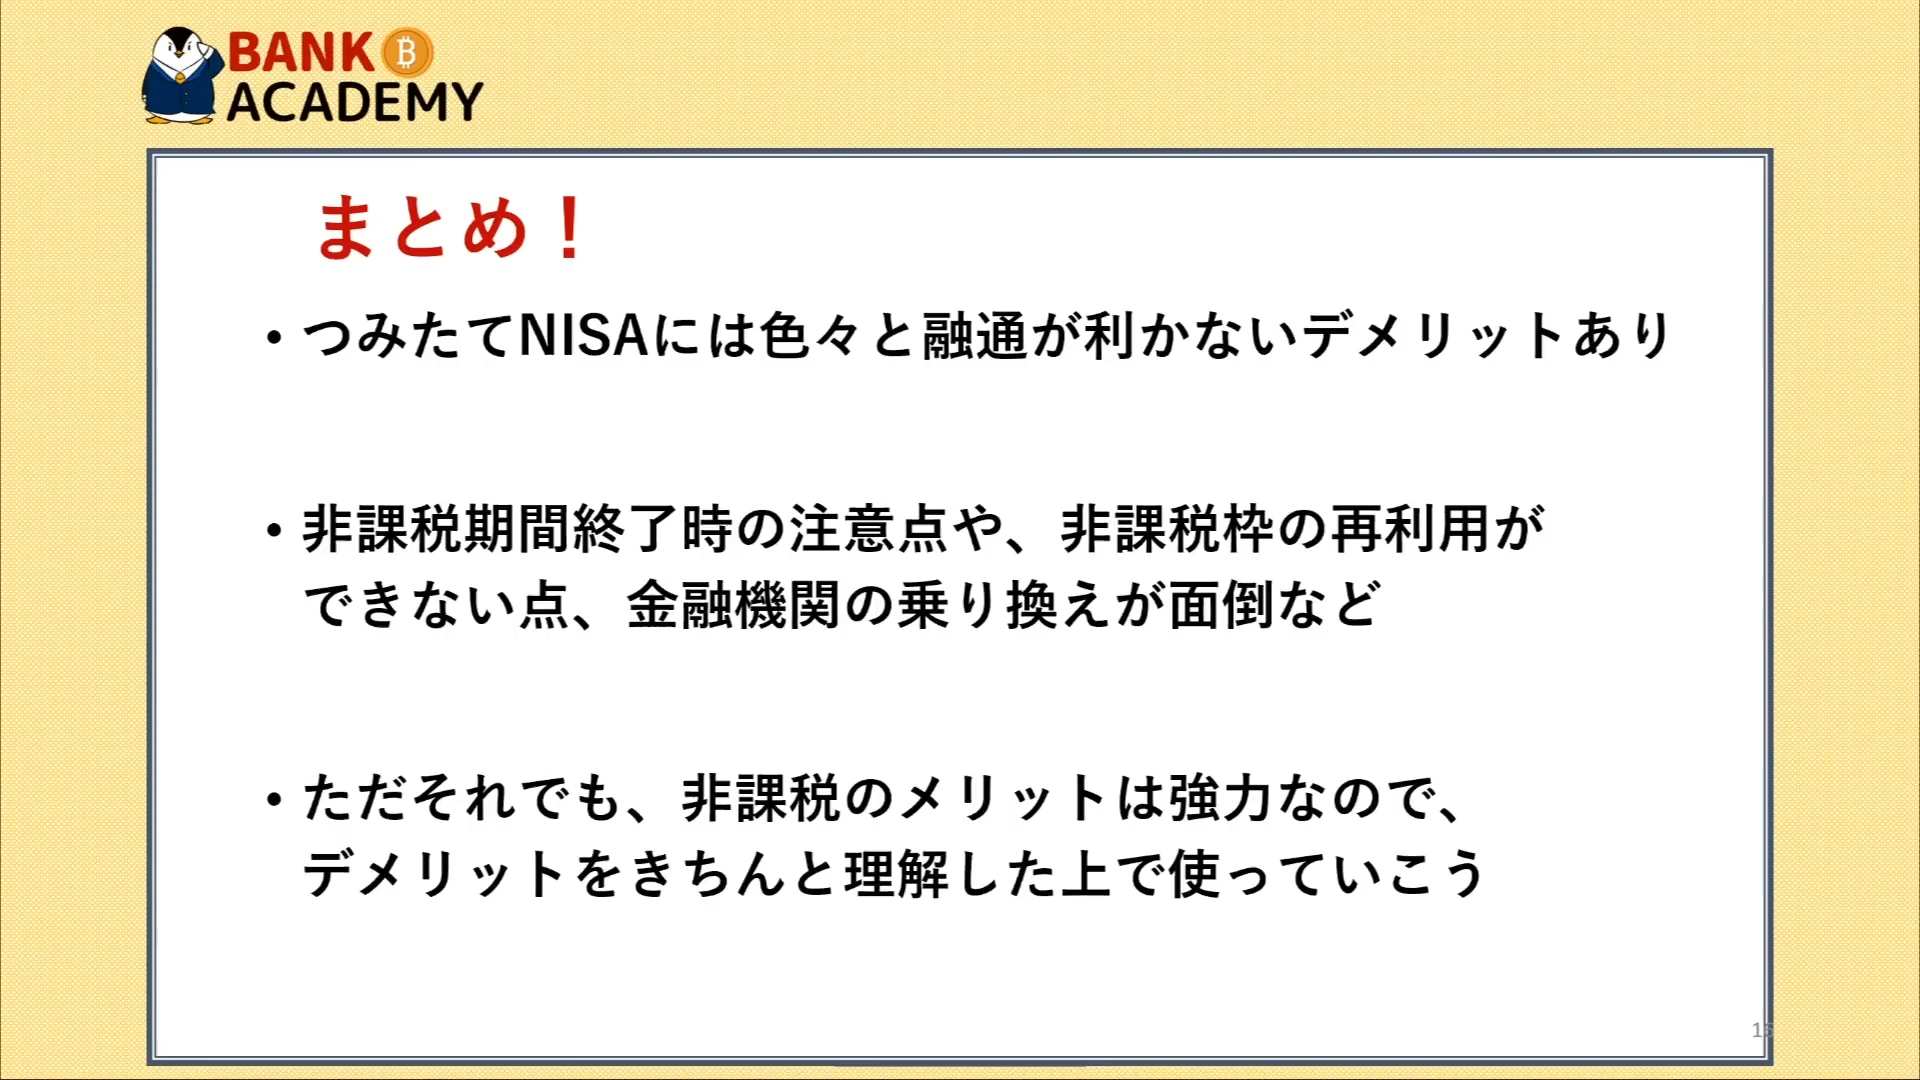 BANK
ACADEMY
まとめ！
・つみたてNISAには色々と融通が利かないデメリットあり
・非課税期間終了時の注意点や、非課税枠の再利用が
できない点、金融機関の乗り換えが面倒など
・ただそれでも、非課税のメリットは強力なので、
デメリットをきちんと理解した上で使っていこう